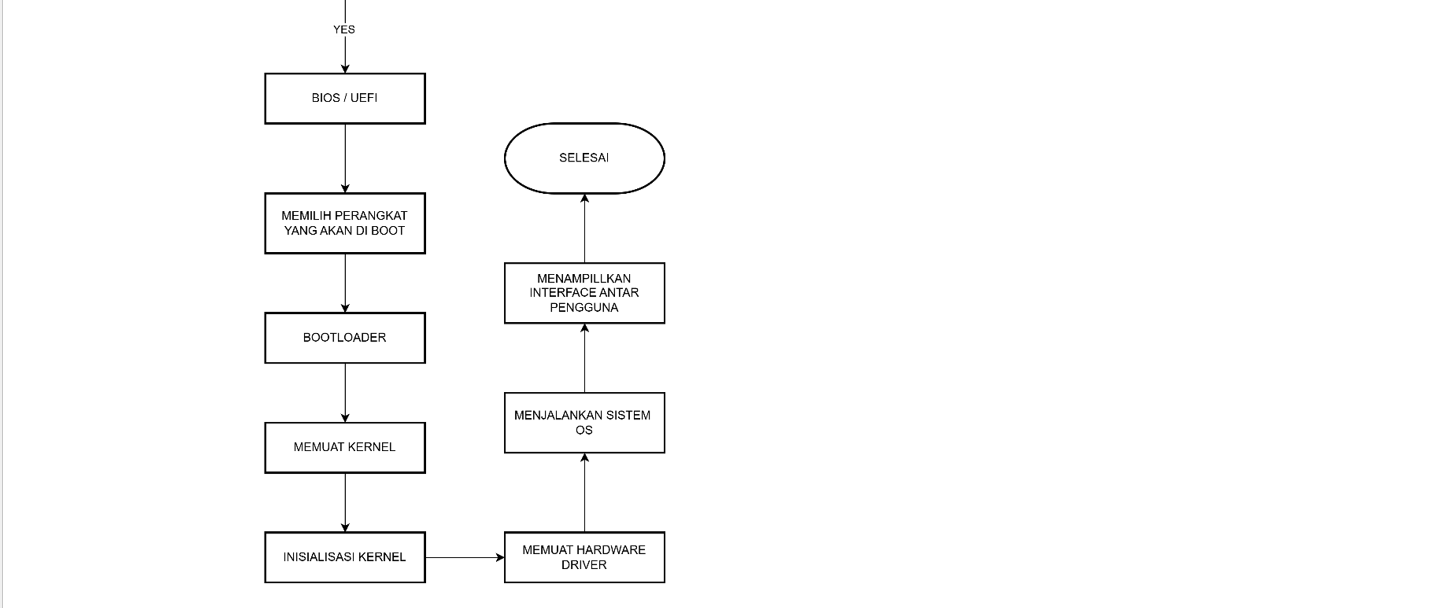 YES
BIOS / UEFI
MEMILIH PERANGKAT
YANG AKAN DI BOOT
BOOTLOADER
MEMUAT KERNEL
INISIALISASI KERNEL
MEMUAT HARDWARE
DRIVER
MENJALANKAN SISTEM
OS
MENAMPILLKAN
INTERFACE ANTAR
PENGGUNA
SELESAI